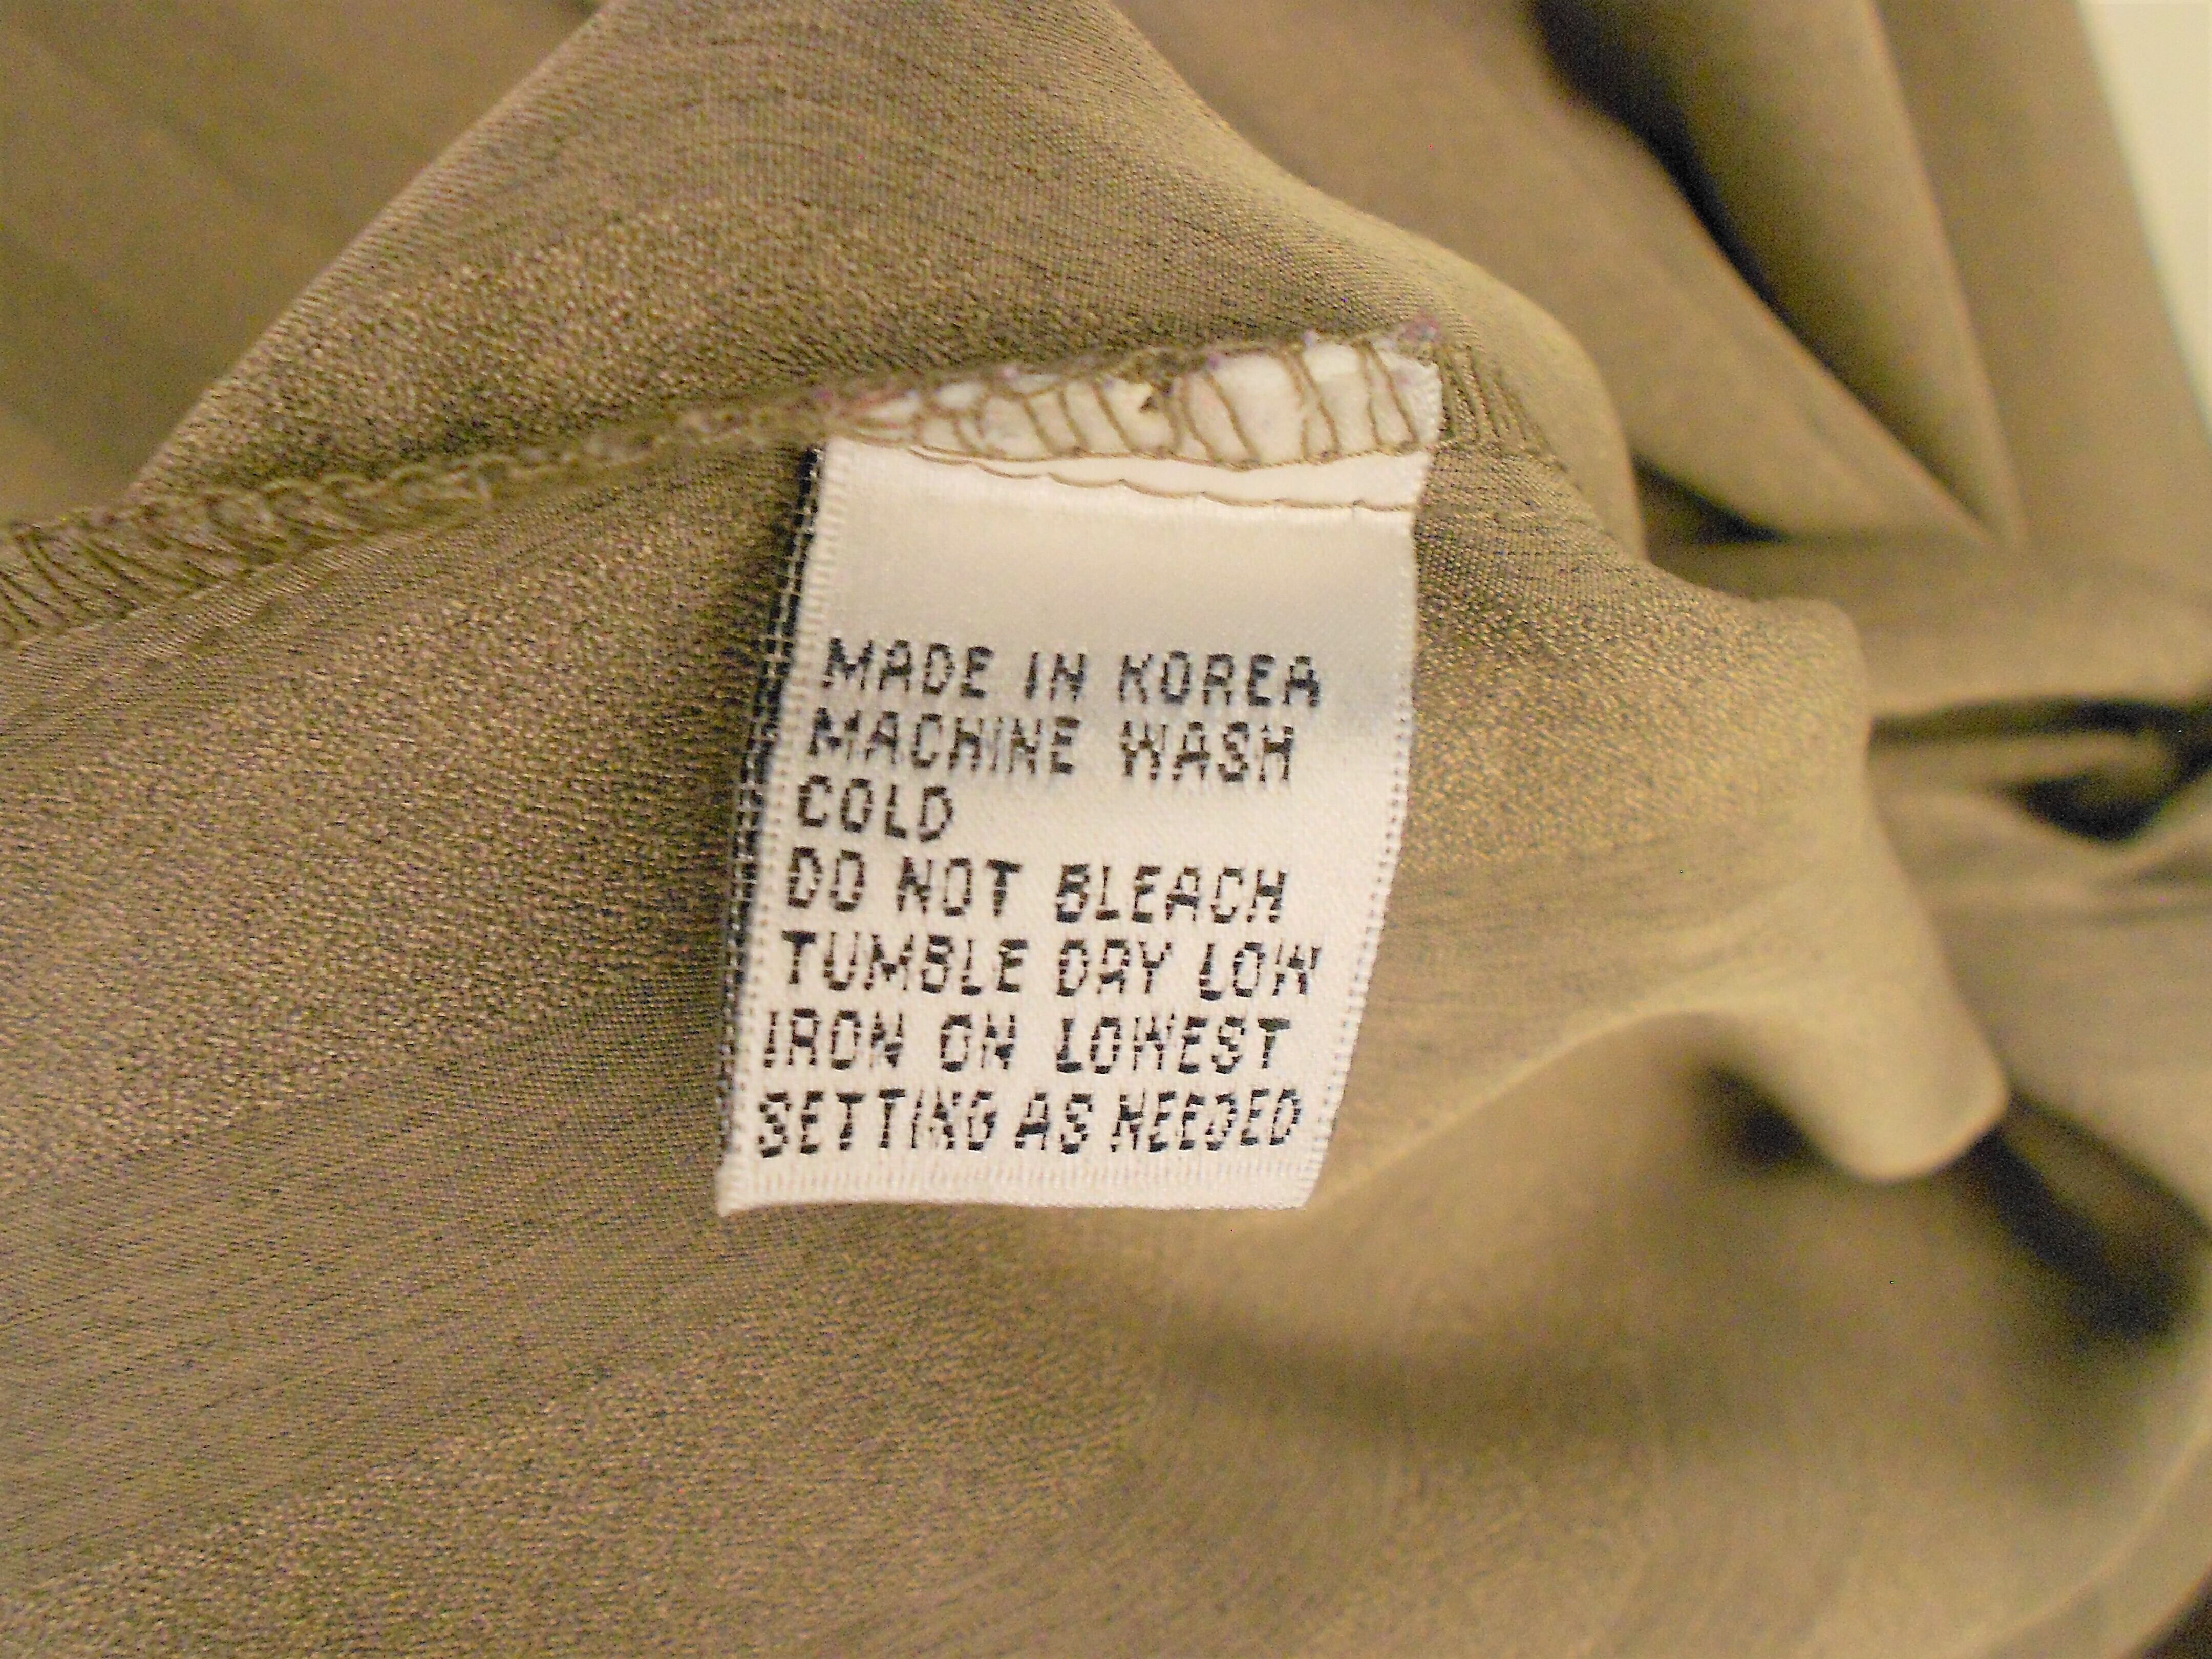 MADE IN KOREA
MACHINE WASH
COLD
DO NOT BLEACH
TUMBLE DRY LOW
IRON ON LOWEST
SETTING AS NEEDED